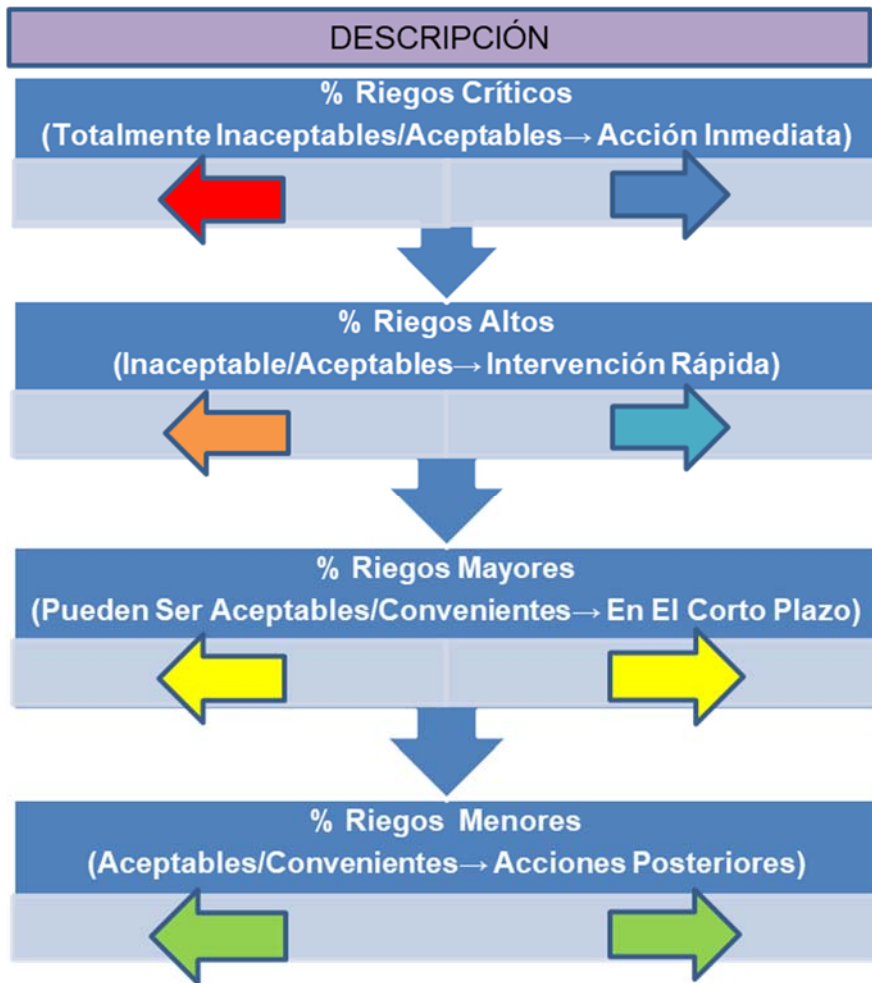 DESCRIPCIÓN
% Riegos Críticos
(Totalmente Inaceptables/Aceptables→ Acción Inmediata)
% Riegos Altos
(Inaceptable/Aceptables→ Intervención Rápida)
% Riegos Mayores
(Pueden Ser Aceptables/Convenientes→ En El Corto Plazo)
% Riegos Menores
(Aceptables/Convenientes→ Acciones Posteriores)